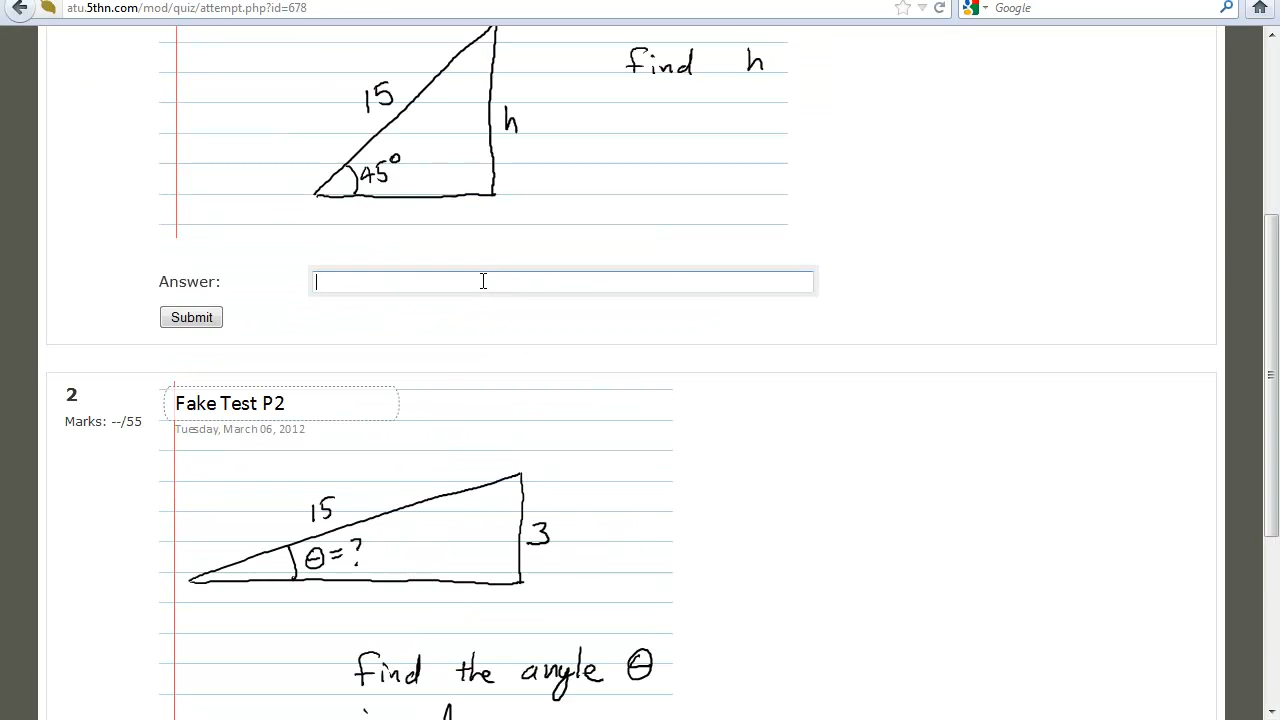 atu.5thn.com/mod/quiz/attempt.php?id=678
Google
find h
15
h
45°
Answer:
Submit
2
Marks: --/55
Fake Test P2
Tuesday, March 06, 2012
15
3
θ=?
find the angle θ